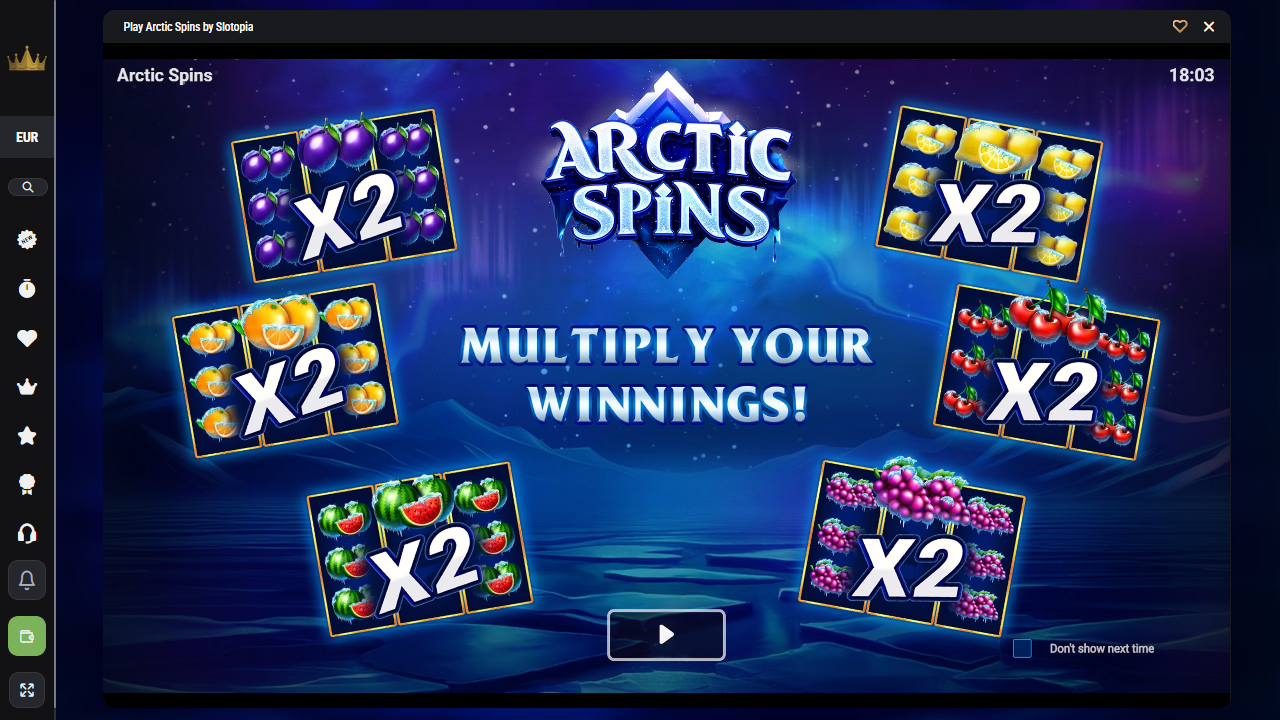 Play Arctic Spins by Slotopia
Arctic Spins
18:03
EUR
NEW
ARCTIC
SPINS
X2
X2
MULTIPLY YOUR
WINNINGS!
X2
X2
X2
X2
Don't show next time